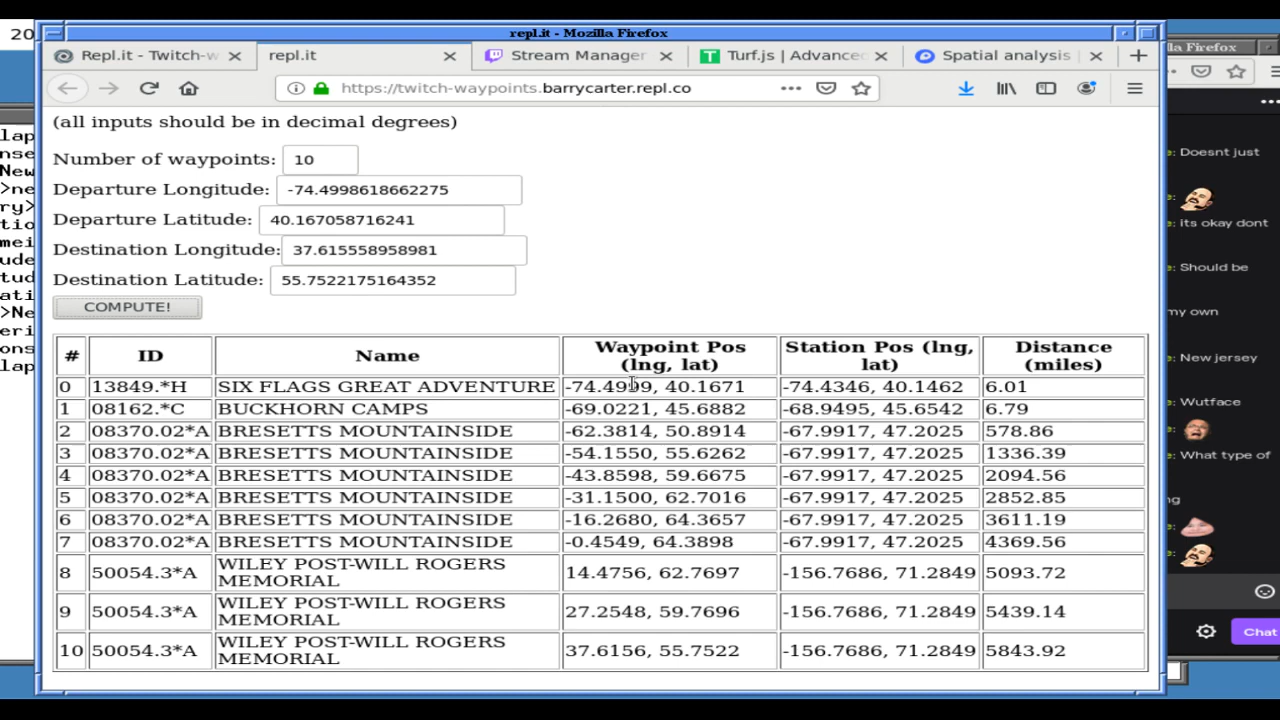 20
repl.it - Mozilla Firefox
lla Firefox
Repl.it - Twitch-w
repl.it
Stream Manager
Turf.js | Advance
Spatial analysis
https://twitch-waypoints.barrycarter.repl.co
(all inputs should be in decimal degrees)
Number of waypoints: 10
Departure Longitude: -74.4998618662275
Departure Latitude: 40.167058716241
Destination Longitude: 37.615558958981
Destination Latitude: 55.7522175164352
COMPUTE!
# ID Name Waypoint Pos (lng, lat) Station Pos (lng, lat) Distance (miles)
0 13849.*H SIX FLAGS GREAT ADVENTURE -74.4999, 40.1671 -74.4346, 40.1462 6.01
1 08162.*C BUCKHORN CAMPS -69.0221, 45.6882 -68.9495, 45.6542 6.79
2 08370.02*A BRESETTS MOUNTAINSIDE -62.3814, 50.8914 -67.9917, 47.2025 578.86
3 08370.02*A BRESETTS MOUNTAINSIDE -54.1550, 55.6262 -67.9917, 47.2025 1336.39
4 08370.02*A BRESETTS MOUNTAINSIDE -43.8598, 59.6675 -67.9917, 47.2025 2094.56
5 08370.02*A BRESETTS MOUNTAINSIDE -31.1500, 62.7016 -67.9917, 47.2025 2852.85
6 08370.02*A BRESETTS MOUNTAINSIDE -16.2680, 64.3657 -67.9917, 47.2025 3611.19
7 08370.02*A BRESETTS MOUNTAINSIDE -0.4549, 64.3898 -67.9917, 47.2025 4369.56
8 50054.3*A WILEY POST-WILL ROGERS MEMORIAL 14.4756, 62.7697 -156.7686, 71.2849 5093.72
9 50054.3*A WILEY POST-WILL ROGERS MEMORIAL 27.2548, 59.7696 -156.7686, 71.2849 5439.14
10 50054.3*A WILEY POST-WILL ROGERS MEMORIAL 37.6156, 55.7522 -156.7686, 71.2849 5843.92
Doesnt just
its okay dont
Should be
my own
New jersey
Wutface
What type of
ng
Chat